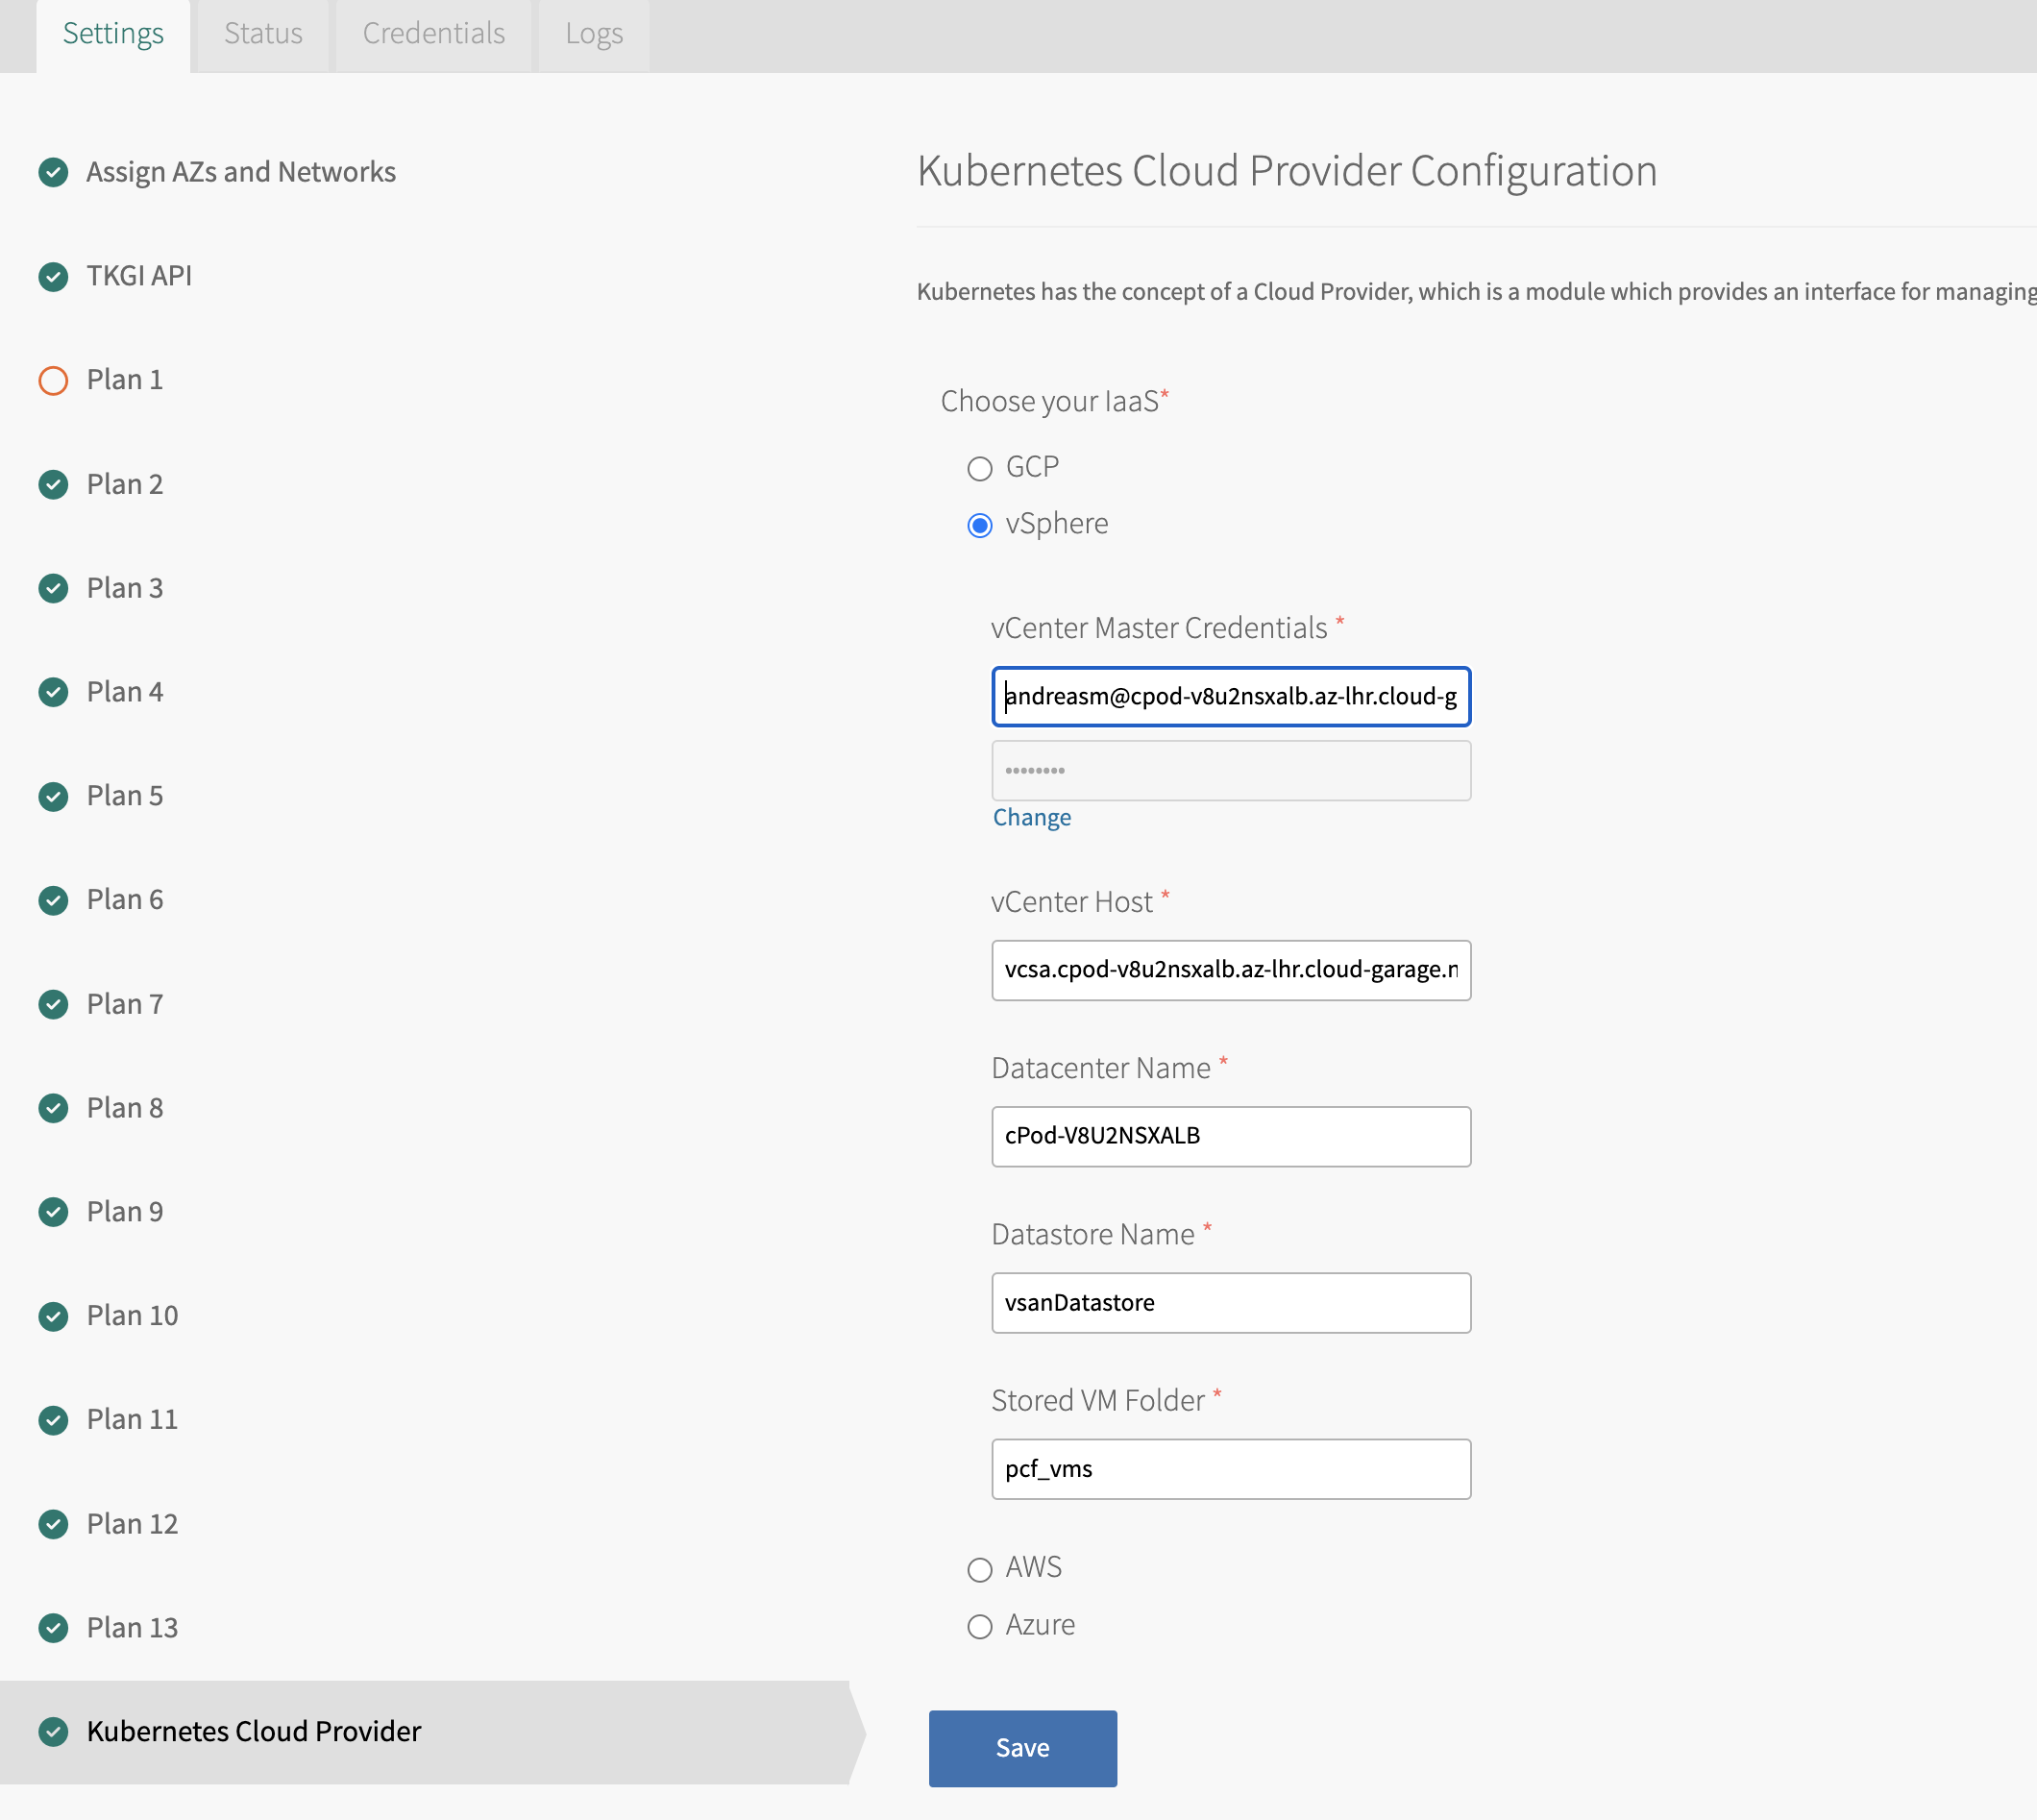 Settings Status Credentials Logs
Assign AZs and Networks
TKGI API
Plan 1
Plan 2
Plan 3
Plan 4
Plan 5
Plan 6
Plan 7
Plan 8
Plan 9
Plan 10
Plan 11
Plan 12
Plan 13
Kubernetes Cloud Provider
Kubernetes Cloud Provider Configuration
Kubernetes has the concept of a Cloud Provider, which is a module which provides an interface for managing
Choose your IaaS*
GCP
vSphere
vCenter Master Credentials *
andreasm@cpod-v8u2nsxalb.az-lhr.cloud-g
••••••••
Change
vCenter Host *
vcsa.cpod-v8u2nsxalb.az-lhr.cloud-garage.n
Datacenter Name *
cPod-V8U2NSXALB
Datastore Name *
vsanDatastore
Stored VM Folder *
pcf_vms
AWS
Azure
Save